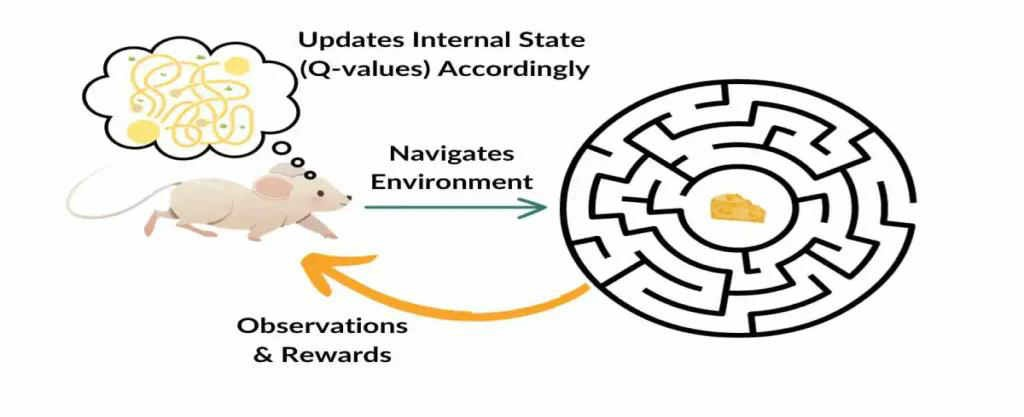 Updates Internal State
(Q-values) Accordingly
Navigates
Environment
Observations
& Rewards